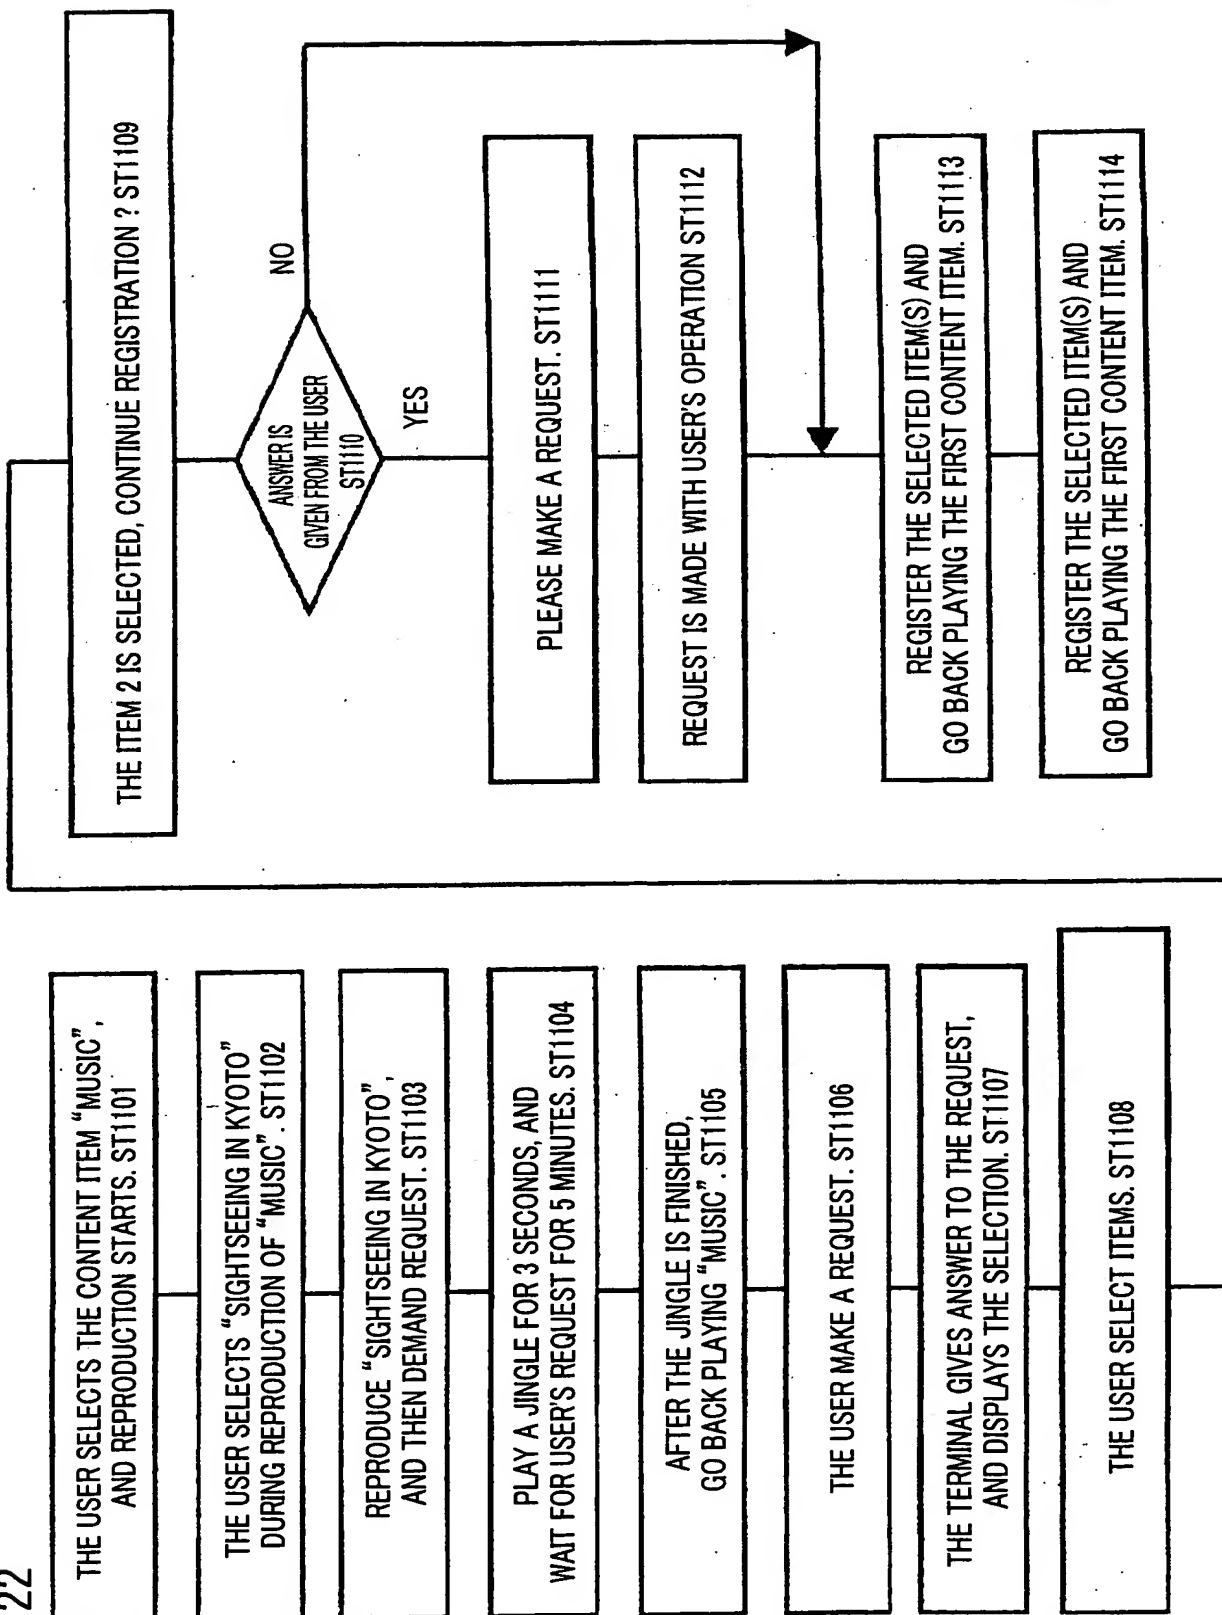 22
THE USER SELECTS THE CONTENT ITEM “MUSIC”,
AND REPRODUCTION STARTS. ST1101
THE USER SELECTS “SIGHTSEEING IN KYOTO”
DURING REPRODUCTION OF “MUSIC”. ST1102
REPRODUCE “SIGHTSEEING IN KYOTO”,
AND THEN DEMAND REQUEST. ST1103
PLAY A JINGLE FOR 3 SECONDS, AND
WAIT FOR USER'S REQUEST FOR 5 MINUTES. ST1104
AFTER THE JINGLE IS FINISHED,
GO BACK PLAYING “MUSIC”. ST1105
THE USER MAKE A REQUEST. ST1106
THE TERMINAL GIVES ANSWER TO THE REQUEST,
AND DISPLAYS THE SELECTION. ST1107
THE USER SELECT ITEMS. ST1108
THE ITEM 2 IS SELECTED, CONTINUE REGISTRATION ? ST1109
ANSWER IS
GIVEN FROM THE USER
ST1110
NO
YES
PLEASE MAKE A REQUEST. ST1111
REQUEST IS MADE WITH USER'S OPERATION ST1112
REGISTER THE SELECTED ITEM(S) AND
GO BACK PLAYING THE FIRST CONTENT ITEM. ST1113
REGISTER THE SELECTED ITEM(S) AND
GO BACK PLAYING THE FIRST CONTENT ITEM. ST1114